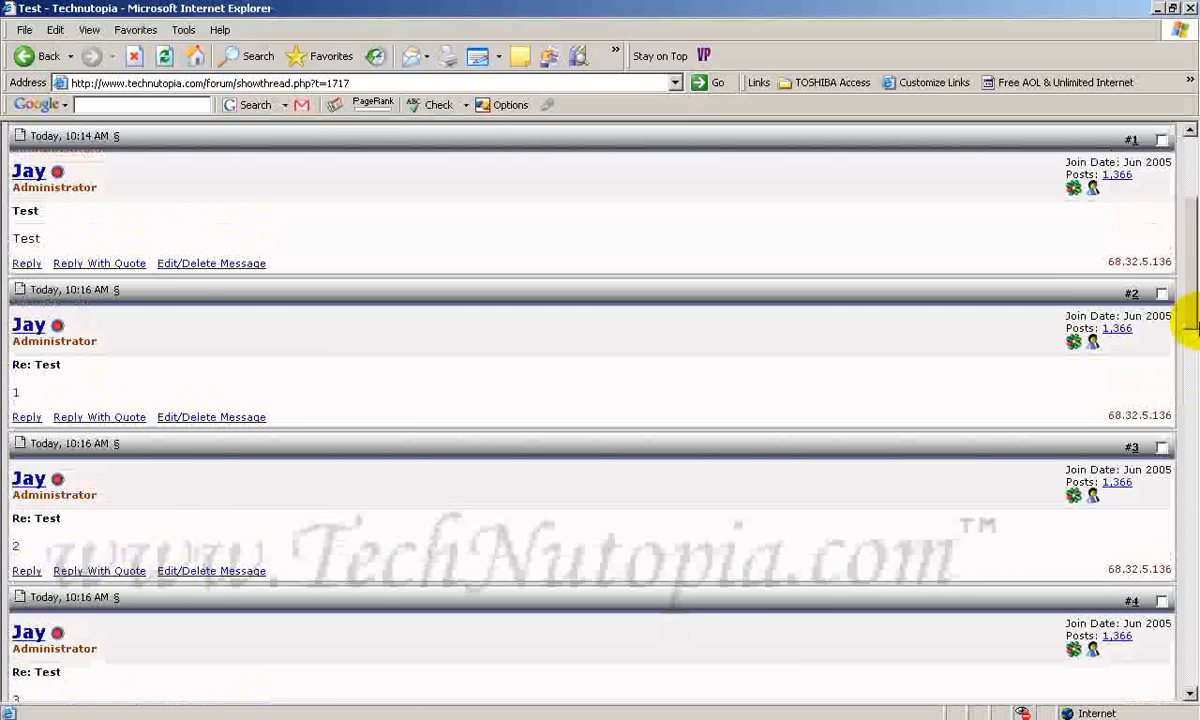 Test - Technutopia - Microsoft Internet Explorer
File Edit View Favorites Tools Help
Back Search Favorites » Stay on Top VP
Address http://www.technutopia.com/forum/showthread.php?t=1717 Go Links TOSHIBA Access Customize Links Free AOL & Unlimited Internet »
Google Search PageRank ABC Check Options
Today, 10:14 AM § #1
Jay Join Date: Jun 2005
Administrator Posts: 1,366
Test
Test
Reply Reply With Quote Edit/Delete Message 68.32.5.136
Today, 10:16 AM § #2
Jay Join Date: Jun 2005
Administrator Posts: 1,366
Re: Test
1
Reply Reply With Quote Edit/Delete Message 68.32.5.136
Today, 10:16 AM § #3
Jay Join Date: Jun 2005
Administrator Posts: 1,366
Re: Test
2
www.TechNutopia.com™
Reply Reply With Quote Edit/Delete Message 68.32.5.136
Today, 10:16 AM § #4
Jay Join Date: Jun 2005
Administrator Posts: 1,366
Re: Test
3
Internet